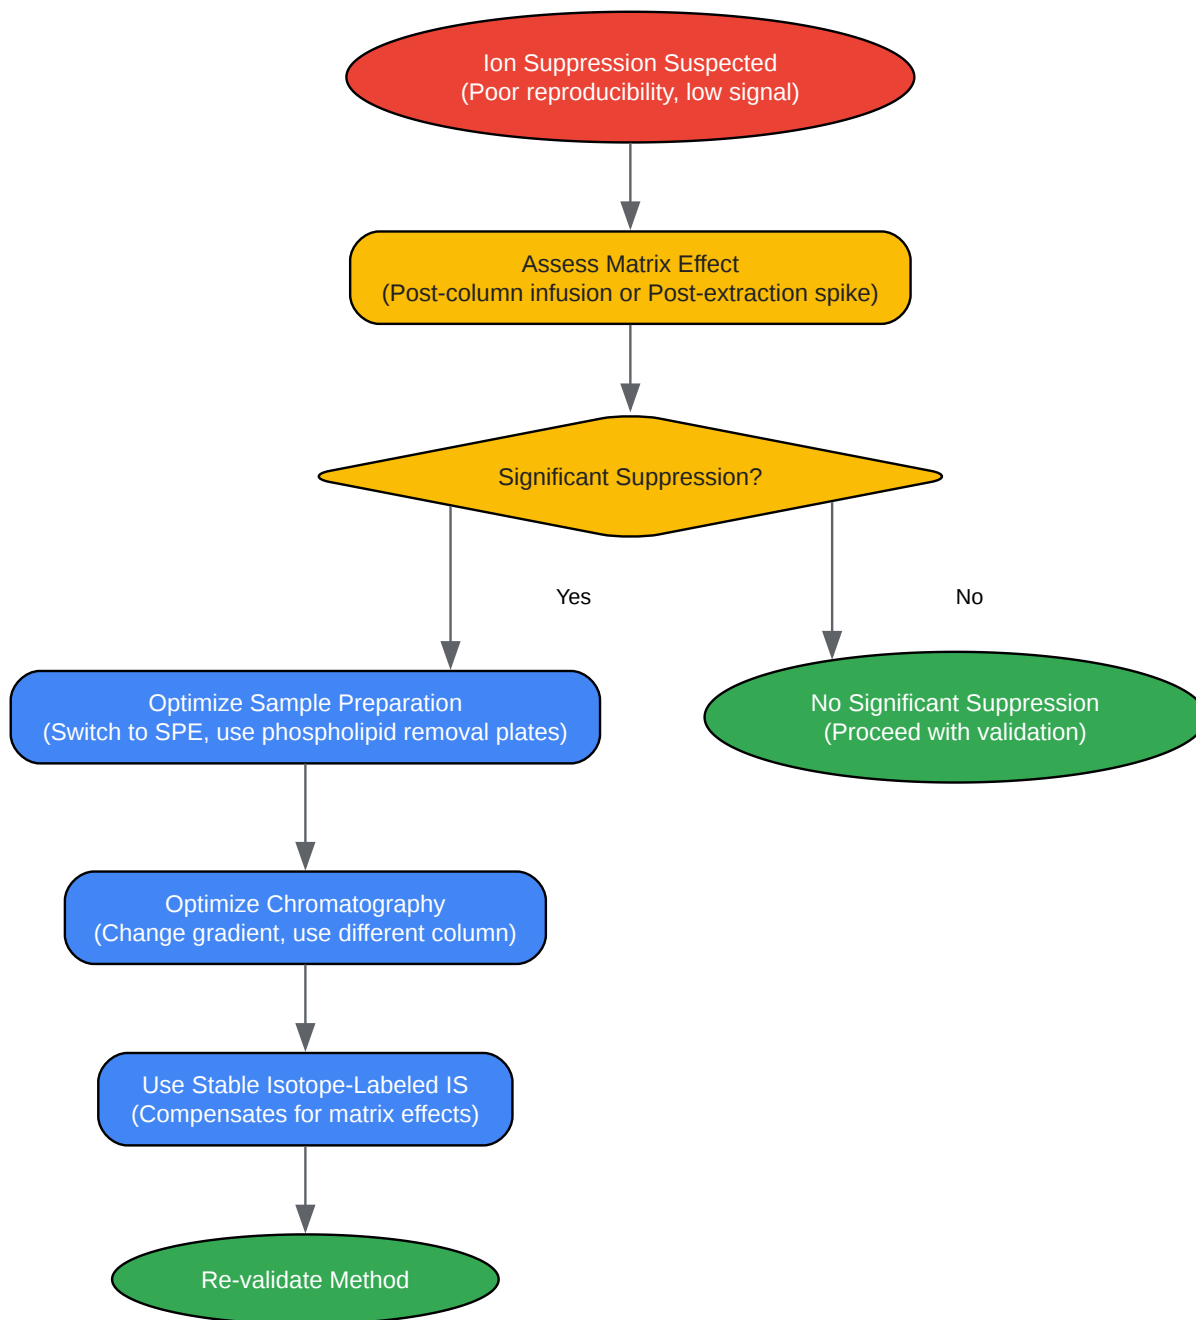 Ion Suppression Suspected
(Poor reproducibility, low signal)
Assess Matrix Effect
(Post-column infusion or Post-extraction spike)
Significant Suppression?
Yes
No
Optimize Sample Preparation
(Switch to SPE, use phospholipid removal plates)
No Significant Suppression
(Proceed with validation)
Optimize Chromatography
(Change gradient, use different column)
Use Stable Isotope-Labeled IS
(Compensates for matrix effects)
Re-validate Method